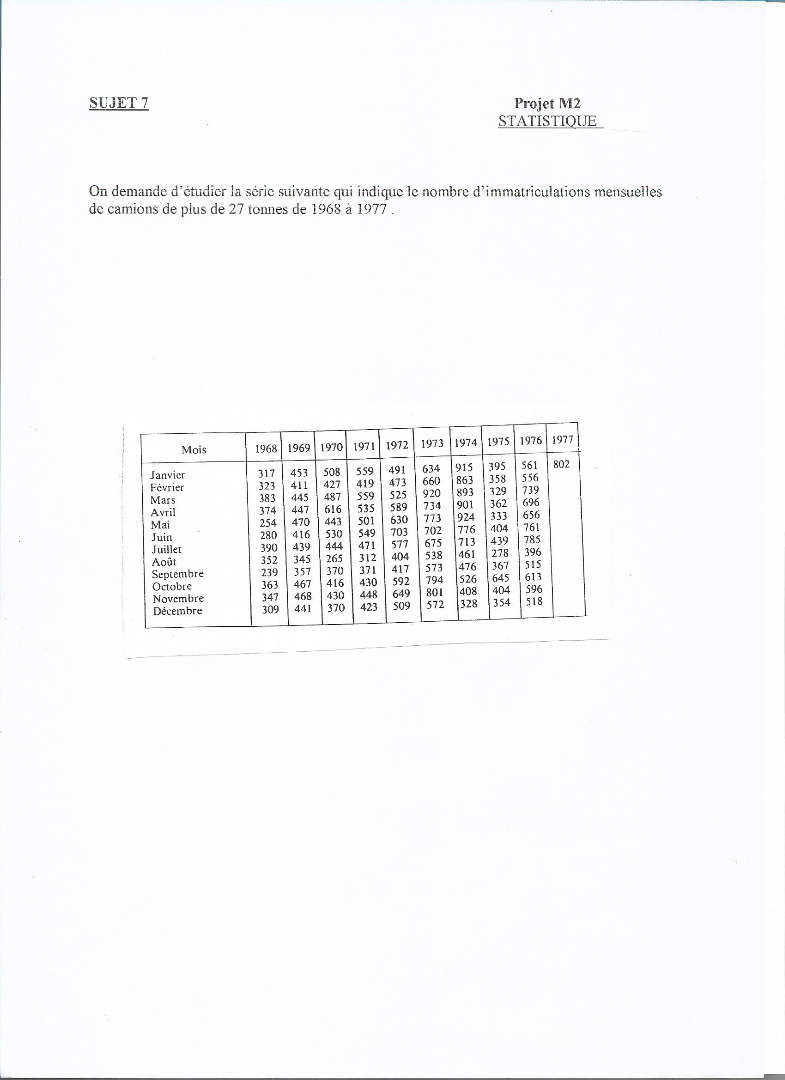 SUJET 7
Projet M2
STATISTIQUE
On demande d'étudier la série suivante qui indique le nombre d'immatriculations mensuelles
de camions de plus de 27 tonnes de 1968 à 1977 .
Mois 1968 1969 1970 1971 1972 1973 1974 1975 1976 1977
Janvier 317 453 508 559 491 634 915 395 561 802
Février 323 411 427 419 473 660 863 358 556
Mars 383 445 487 559 525 920 893 329 739
Avril 374 447 616 535 589 734 901 362 696
Mai 254 470 443 501 630 773 924 333 656
Juin 280 416 530 549 703 702 776 404 761
Juillet 390 439 444 471 577 675 713 439 785
Août 352 345 265 312 404 538 461 278 396
Septembre 239 357 370 371 417 573 476 367 515
Octobre 363 467 416 430 592 794 526 645 613
Novembre 347 468 430 448 649 801 408 404 596
Décembre 309 441 370 423 509 572 328 354 518